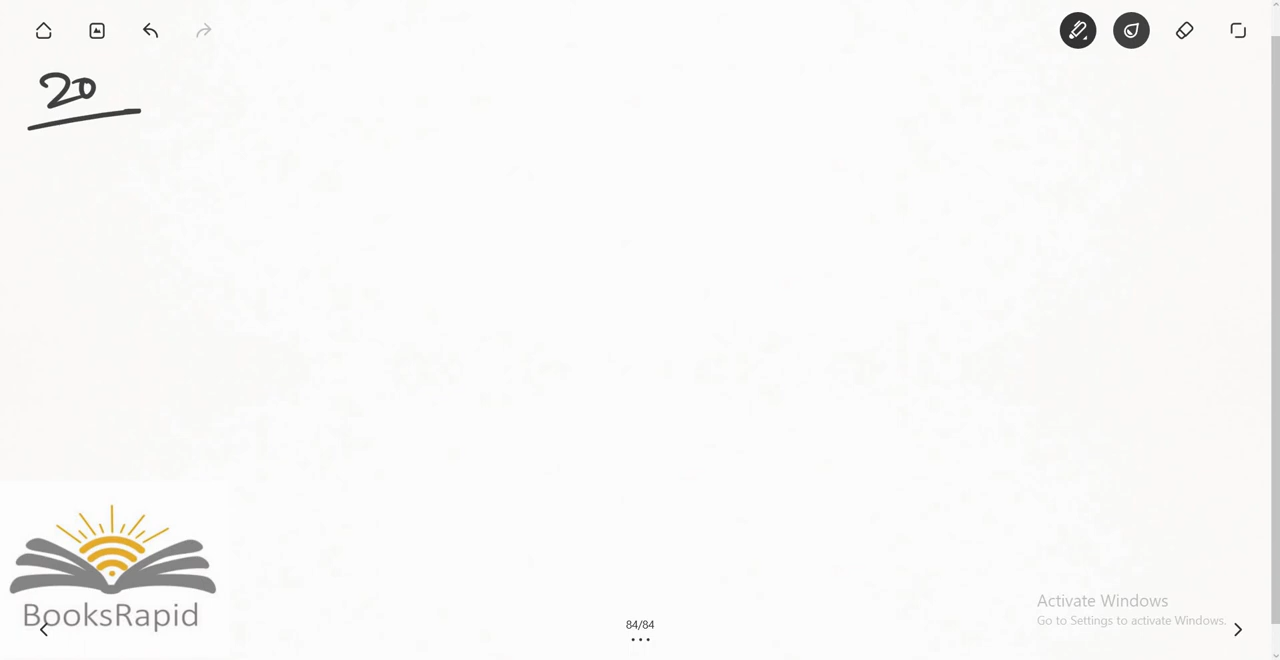 20
BooksRapid
84/84
Activate Windows
Go to Settings to activate Windows.